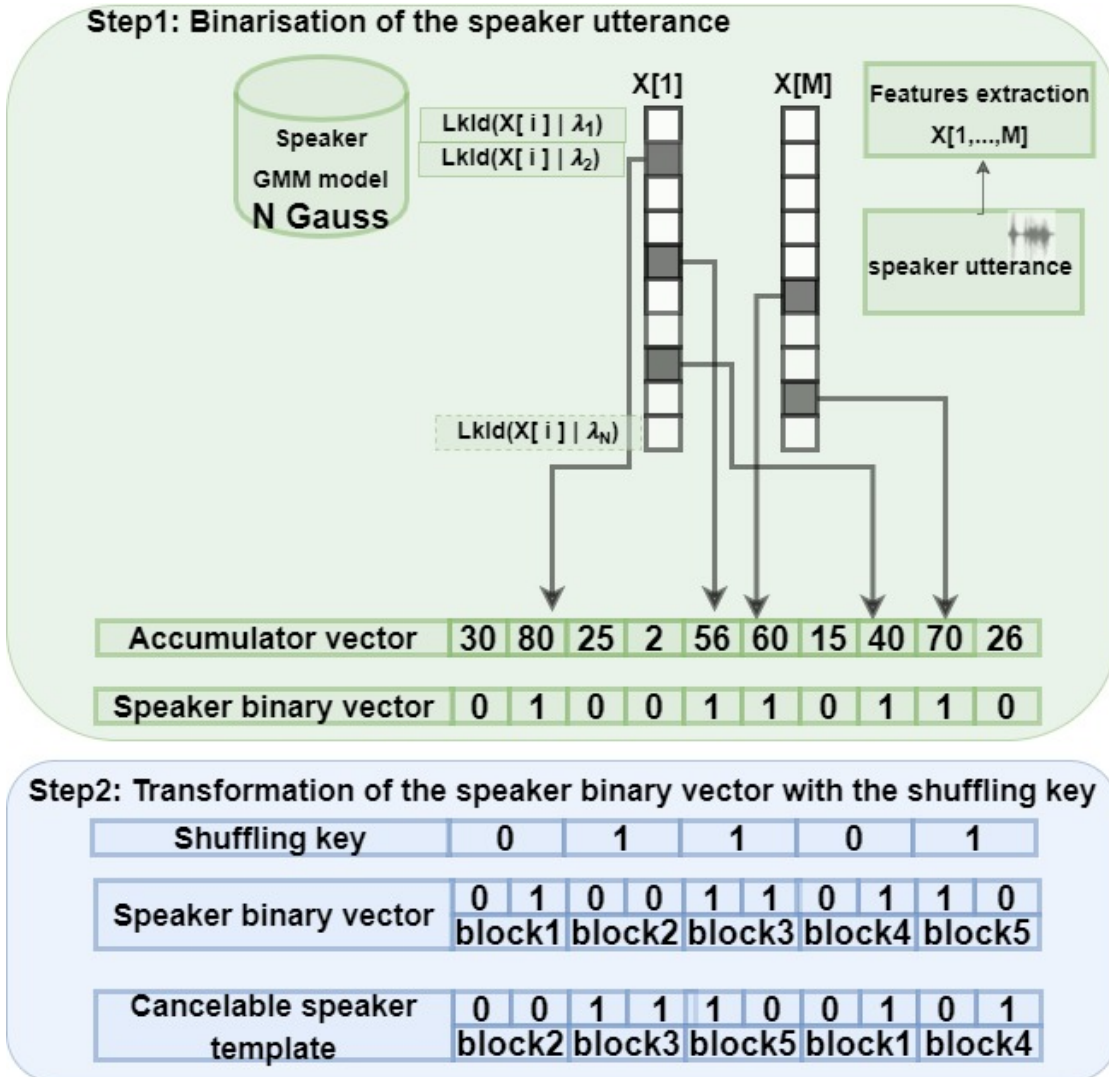 Step1: Binarisation of the speaker utterance
X[1]
X[M]
Speaker
GMM model
N Gauss
LkId(X[ i ] | λ1)
LkId(X[ i ] | λ2)
LkId(X[ i ] | λN)
Features extraction
X[1,...,M]
speaker utterance
Accumulator vector 30 80 25 2 56 60 15 40 70 26
Speaker binary vector 0 1 0 0 1 1 0 1 1 0
Step2: Transformation of the speaker binary vector with the shuffling key
Shuffling key 0 1 1 0 1
Speaker binary vector 0 1 0 0 1 1 0 1 1 0
block1 block2 block3 block4 block5
Cancelable speaker template 0 0 1 1 1 0 0 1 0 1
block2 block3 block5 block1 block4